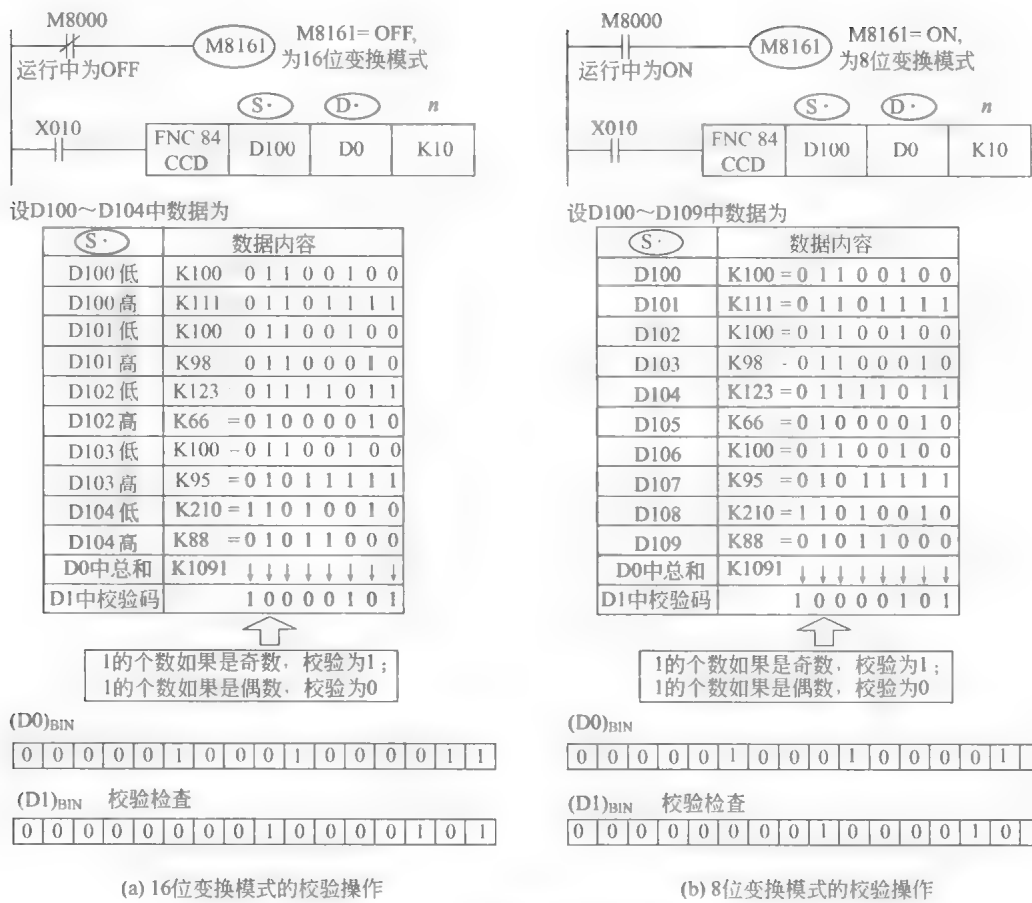 M8000
M8161
M8161= OFF,
为16位变换模式
运行中为OFF
S· D· n
X010
FNC 84
CCD
D100 D0 K10
设D100～D104中数据为
S· 数据内容
D100低 K100 0 1 1 0 0 1 0 0
D100高 K111 0 1 1 0 1 1 1 1
D101低 K100 0 1 1 0 0 1 0 0
D101高 K98 0 1 1 0 0 0 1 0
D102低 K123 0 1 1 1 1 0 1 1
D102高 K66 = 0 1 0 0 0 0 1 0
D103低 K100 - 0 1 1 0 0 1 0 0
D103高 K95 = 0 1 0 1 1 1 1 1
D104低 K210 = 1 1 0 1 0 0 1 0
D104高 K88 = 0 1 0 1 1 0 0 0
D0中总和 K1091 ↓ ↓ ↓ ↓ ↓ ↓ ↓ ↓
D1中校验码 1 0 0 0 0 1 0 1
1的个数如果是奇数，校验为1；
1的个数如果是偶数，校验为0
(D0)BIN
0 0 0 0 0 1 0 0 0 1 0 0 0 0 1 1
(D1)BIN 校验检查
0 0 0 0 0 0 0 0 1 0 0 0 0 1 0 1
(a) 16位变换模式的校验操作
M8000
M8161
M8161= ON,
为8位变换模式
运行中为ON
S· D· n
X010
FNC 84
CCD
D100 D0 K10
设D100～D109中数据为
S· 数据内容
D100 K100 = 0 1 1 0 0 1 0 0
D101 K111 = 0 1 1 0 1 1 1 1
D102 K100 = 0 1 1 0 0 1 0 0
D103 K98 - 0 1 1 0 0 0 1 0
D104 K123 = 0 1 1 1 1 0 1 1
D105 K66 = 0 1 0 0 0 0 1 0
D106 K100 = 0 1 1 0 0 1 0 0
D107 K95 = 0 1 0 1 1 1 1 1
D108 K210 = 1 1 0 1 0 0 1 0
D109 K88 = 0 1 0 1 1 0 0 0
D0中总和 K1091 ↓ ↓ ↓ ↓ ↓ ↓ ↓ ↓
D1中校验码 1 0 0 0 0 1 0 1
1的个数如果是奇数，校验为1；
1的个数如果是偶数，校验为0
(D0)BIN
0 0 0 0 0 1 0 0 0 1 0 0 0 0 1
(D1)BIN 校验检查
0 0 0 0 0 0 0 0 1 0 0 0 0 1 0
(b) 8位变换模式的校验操作